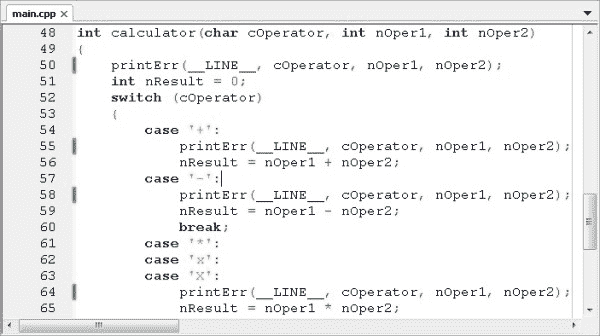 main.cpp
48 int calculator(char cOperator, int nOper1, int nOper2)
49 {
50     printErr(__LINE__, cOperator, nOper1, nOper2);
51     int nResult = 0;
52     switch (cOperator)
53     {
54         case '+':
55             printErr(__LINE__, cOperator, nOper1, nOper2);
56             nResult = nOper1 + nOper2;
57         case '-':
58             printErr(__LINE__, cOperator, nOper1, nOper2);
59             nResult = nOper1 - nOper2;
60             break;
61         case '*':
62         case 'x':
63         case 'X':
64             printErr(__LINE__, cOperator, nOper1, nOper2);
65             nResult = nOper1 * nOper2;